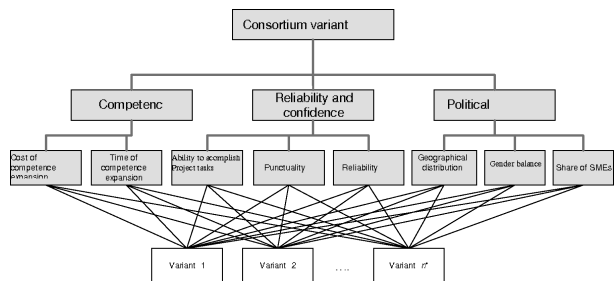 Consortium variant
Competenc
Reliability and
confidence
Political
Cost of
competence
expansion
Time of
competence
expansion
Ability to accomplish
Project tasks
Punctuality
Reliability
Geographical
distribution
Gender balance
Share of SMEs
Variant 1
Variant 2
....
Variant n*